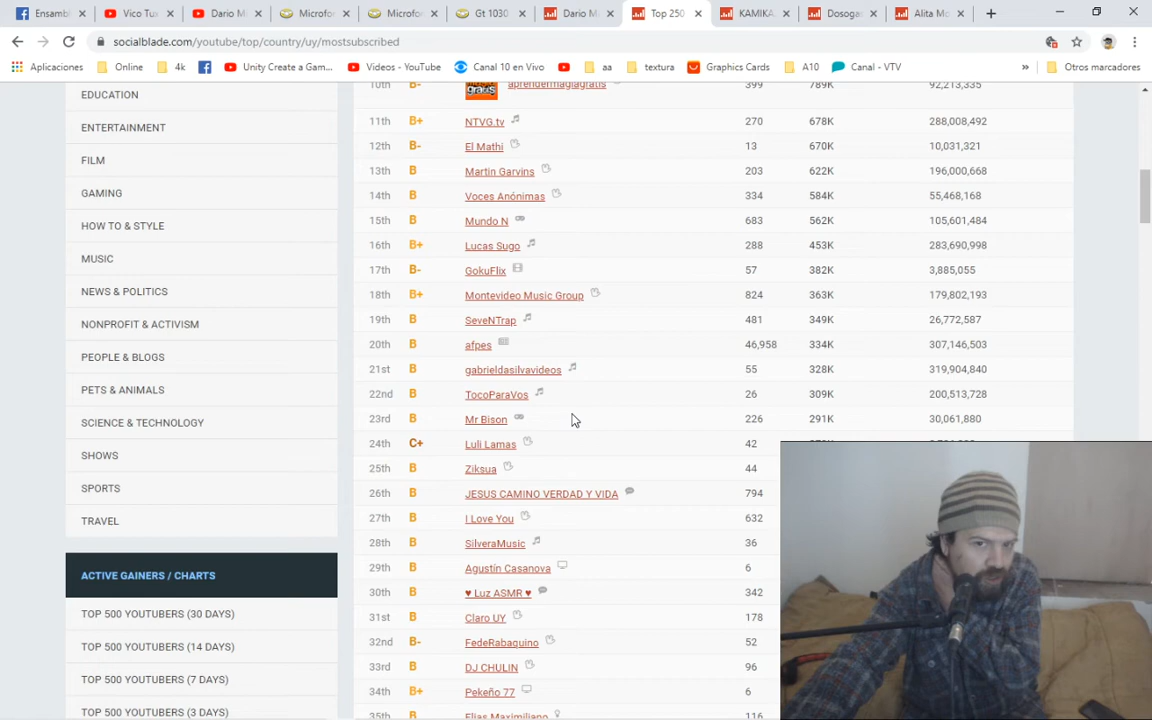 Ensambl
Vico Tux
Dario M
Microfon
Microfon
Gt 1030
Dario Mi
Top 250
KAMIKA
Dosogas
Alita Mo
socialblade.com/youtube/top/country/uy/mostsubscribed
Aplicaciones
Online
4k
Unity Create a Gam...
Videos - YouTube
Canal 10 en Vivo
aa
textura
Graphics Cards
A10
Canal - VTV
»
Otros marcadores
EDUCATION
ENTERTAINMENT
FILM
GAMING
HOW TO & STYLE
MUSIC
NEWS & POLITICS
NONPROFIT & ACTIVISM
PEOPLE & BLOGS
PETS & ANIMALS
SCIENCE & TECHNOLOGY
SHOWS
SPORTS
TRAVEL
ACTIVE GAINERS / CHARTS
TOP 500 YOUTUBERS (30 DAYS)
TOP 500 YOUTUBERS (14 DAYS)
TOP 500 YOUTUBERS (7 DAYS)
TOP 500 YOUTUBERS (3 DAYS)
10th B- gratis aprendermagiagratis 399 789K 92,213,335
11th B+ NTVG.tv 270 678K 288,008,492
12th B- El Mathi 13 670K 10,031,321
13th B Martin Garvins 203 622K 196,000,668
14th B Voces Anónimas 334 584K 55,468,168
15th B Mundo N 683 562K 105,601,484
16th B+ Lucas Sugo 288 453K 283,690,998
17th B- GokuFlix 57 382K 3,885,055
18th B+ Montevideo Music Group 824 363K 179,802,193
19th B SeveNTrap 481 349K 26,772,587
20th B afpes 46,958 334K 307,146,503
21st B gabrieldasilvavideos 55 328K 319,904,840
22nd B TocoParaVos 26 309K 200,513,728
23rd B Mr Bison 226 291K 30,061,880
24th C+ Luli Lamas 42
25th B Ziksua 44
26th B JESUS CAMINO VERDAD Y VIDA 794
27th B I Love You 632
28th B SilveraMusic 36
29th B Agustín Casanova 6
30th B ♥ Luz ASMR ♥ 342
31st B Claro UY 178
32nd B- FedeRabaquino 52
33rd B DJ CHULIN 96
34th B+ Pekeño 77 6
35th B Elias Maximiliano 116